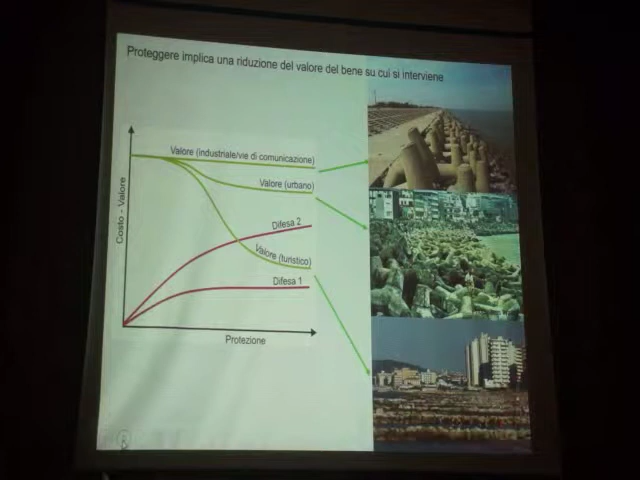 Proteggere implica una riduzione del valore del bene su cui si interviene
Valore (industriale/vie di comunicazione)
Valore (urbano)
Difesa 2
Valore (turistico)
Difesa 1
Costo - Valore
Protezione